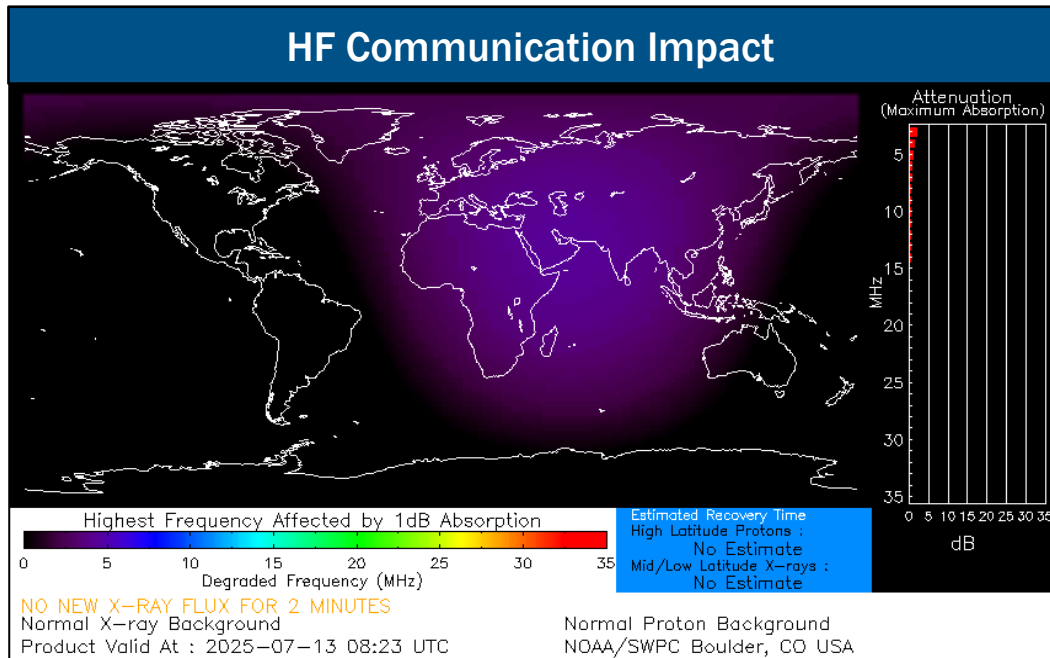 HF Communication Impact
Attenuation
(Maximum Absorption)
5
10
15
20
25
30
35
MHz
0 5 10 15 20 25 30 35
dB
Highest Frequency Affected by 1dB Absorption
0 5 10 15 20 25 30 35
Degraded Frequency (MHz)
Estimated Recovery Time
High Latitude Protons :
No Estimate
Mid/Low Latitude X-rays :
No Estimate
NO NEW X-RAY FLUX FOR 2 MINUTES
Normal X-ray Background
Normal Proton Background
Product Valid At : 2025-07-13 08:23 UTC
NOAA/SWPC Boulder, CO USA